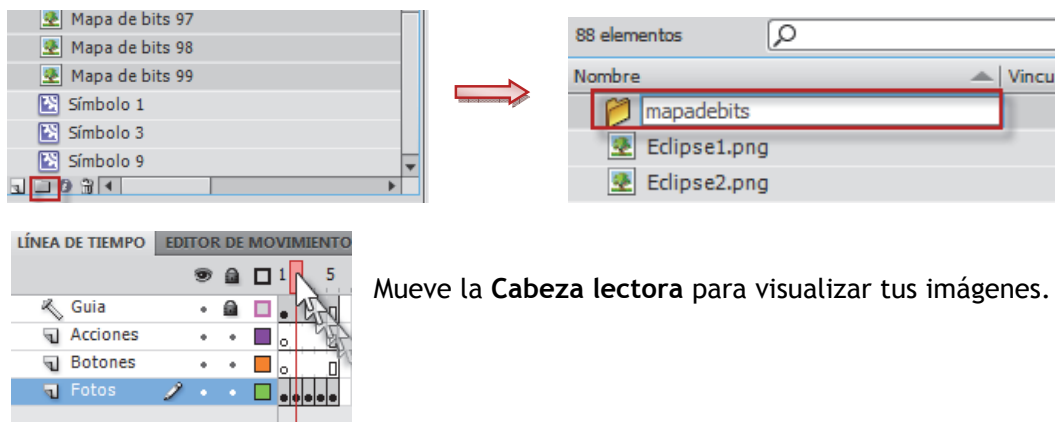 Mapa de bits 97
Mapa de bits 98
Mapa de bits 99
Símbolo 1
Símbolo 3
Símbolo 9
88 elementos
Nombre Vincu
mapadebits
Eclipse1.png
Eclipse2.png
LÍNEA DE TIEMPO EDITOR DE MOVIMIENTO
1 5
Guia
Acciones
Botones
Fotos
Mueve la Cabeza lectora para visualizar tus imágenes.